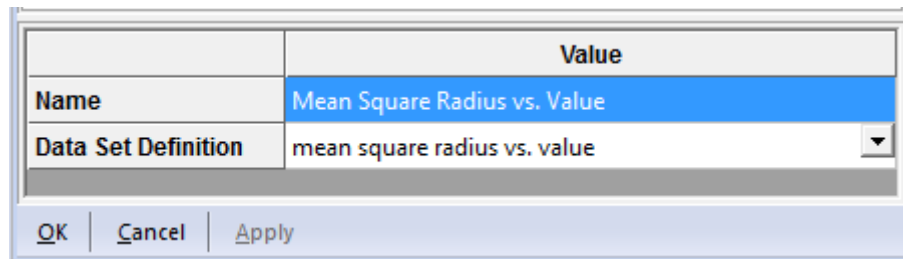 Value
Name Mean Square Radius vs. Value
Data Set Definition mean square radius vs. value
OK Cancel Apply